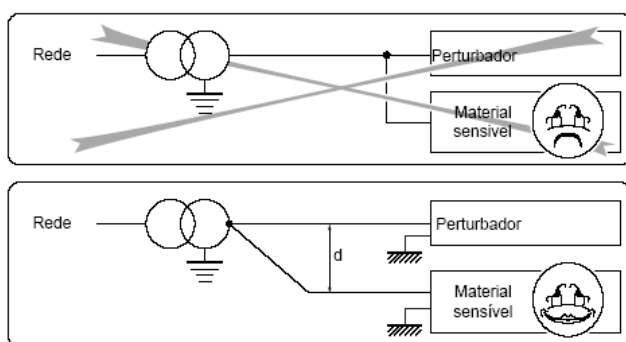 Rede
Perturbador
Material
sensível
Rede
Perturbador
d
Material
sensível